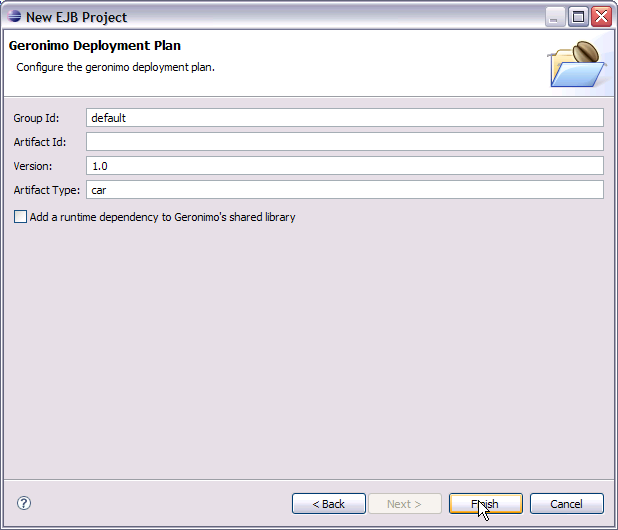 New EJB Project
Geronimo Deployment Plan
Configure the geronimo deployment plan.
Group Id: default
Artifact Id:
Version: 1.0
Artifact Type: car
Add a runtime dependency to Geronimo's shared library
? < Back Next > Finish Cancel